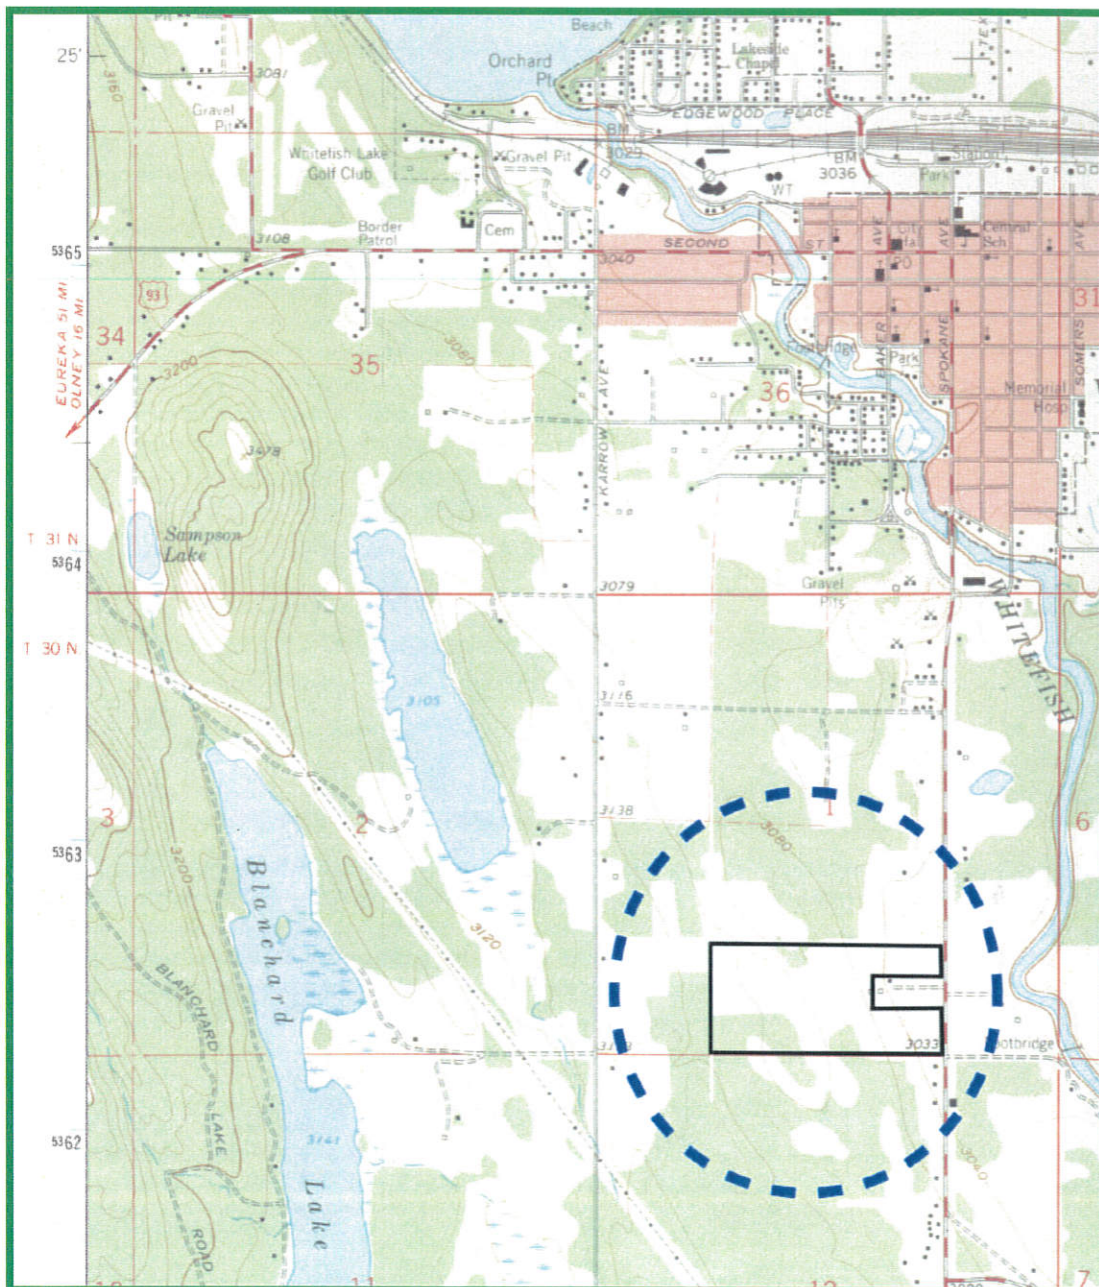 Beach
25'
3160
3081
Orchard
Pt
Lakeside
Chapel
Gravel
Pit
EDGEWOOD PLACE
BM
3029
BM
3036
Whitefish Lake
Golf Club
Gravel Pit
Station
WT
Park
Border
Patrol
Cem
3108
5365
SECOND ST
3040
City
Hall
Central
Sch
AVE
AVE
AVE
93
34
35
3080
36
31
3200
EUREKA 51 MI
OLNEY 16 MI
Footbridge
BAKER
Park
SPOKANE
SOMERS
Memorial
Hosp
3478
KARROW AVE
Sampson
Lake
T 31 N
5364
3079
Gravel
Pits
WHITEFISH
T 30 N
3105
3116
3
2
3138
3080
1
6
5363
3200
Blanchard
3120
BLANCHARD
LAKE
ROAD
3033
Footbridge
5362
3141
Lake
3040
11
12
7